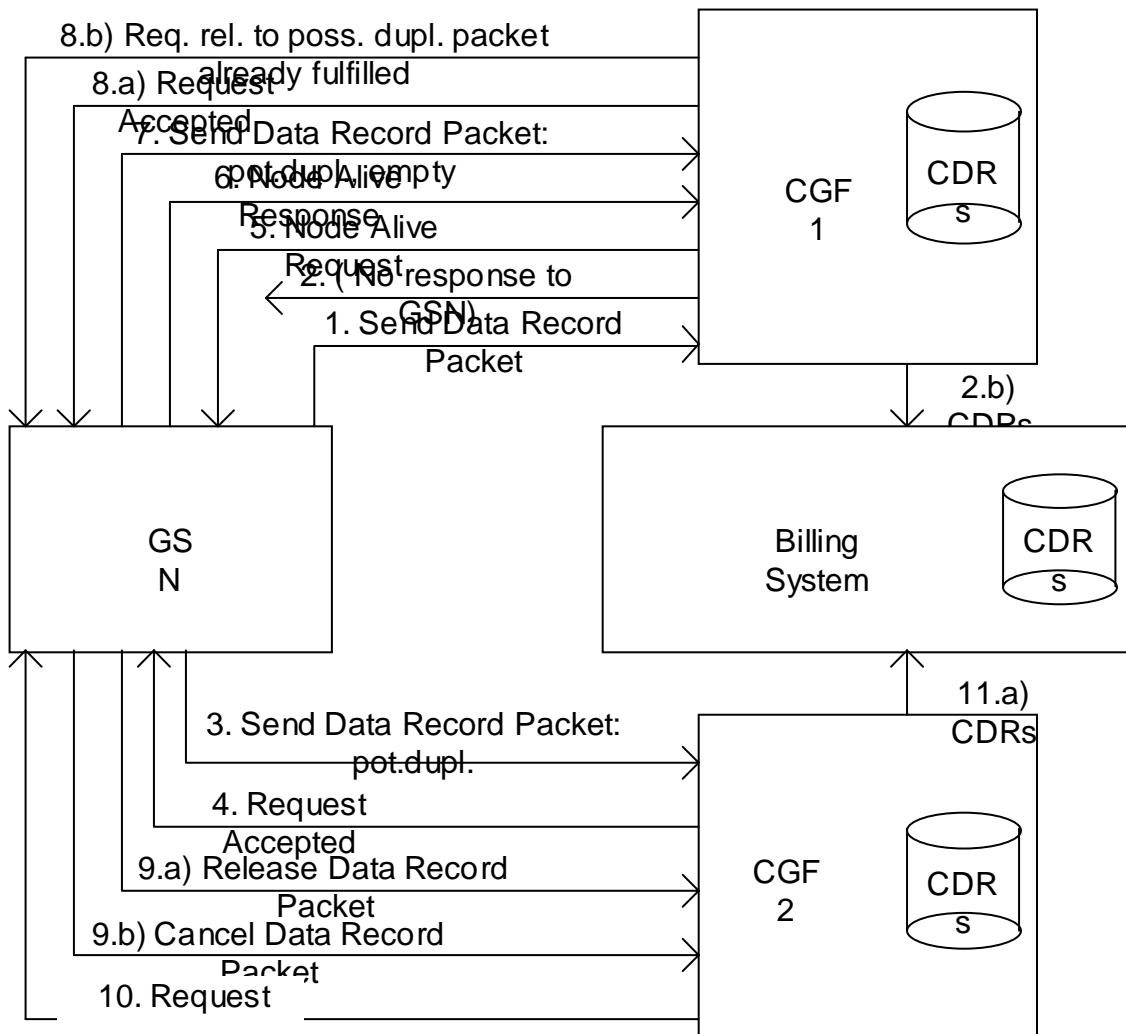 8.b) Req. rel. to poss. dupl. packet
already fulfilled
8.a) Request
Accepted
7. Send Data Record Packet:
pot.dupl., empty
6. Node Alive
Response
5. Node Alive
Request
2. ( No response to
GSN)
1. Send Data Record
Packet
CGF
1
CDR
s
2.b)
CDRs
GS
N
Billing
System
CDR
s
11.a)
CDRs
3. Send Data Record Packet:
pot.dupl.
4. Request
Accepted
9.a) Release Data Record
Packet
9.b) Cancel Data Record
Packet
10. Request
CGF
2
CDR
s